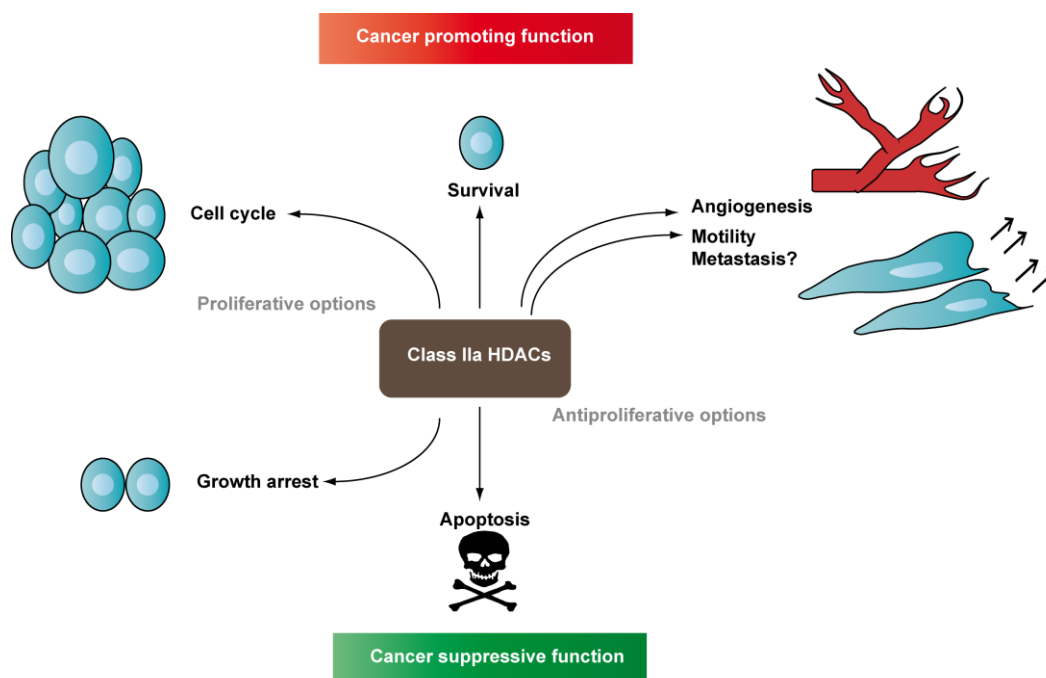 Cancer promoting function
Survival
Cell cycle
Angiogenesis
Motility
Metastasis?
Proliferative options
Class IIa HDACs
Antiproliferative options
Growth arrest
Apoptosis
Cancer suppressive function